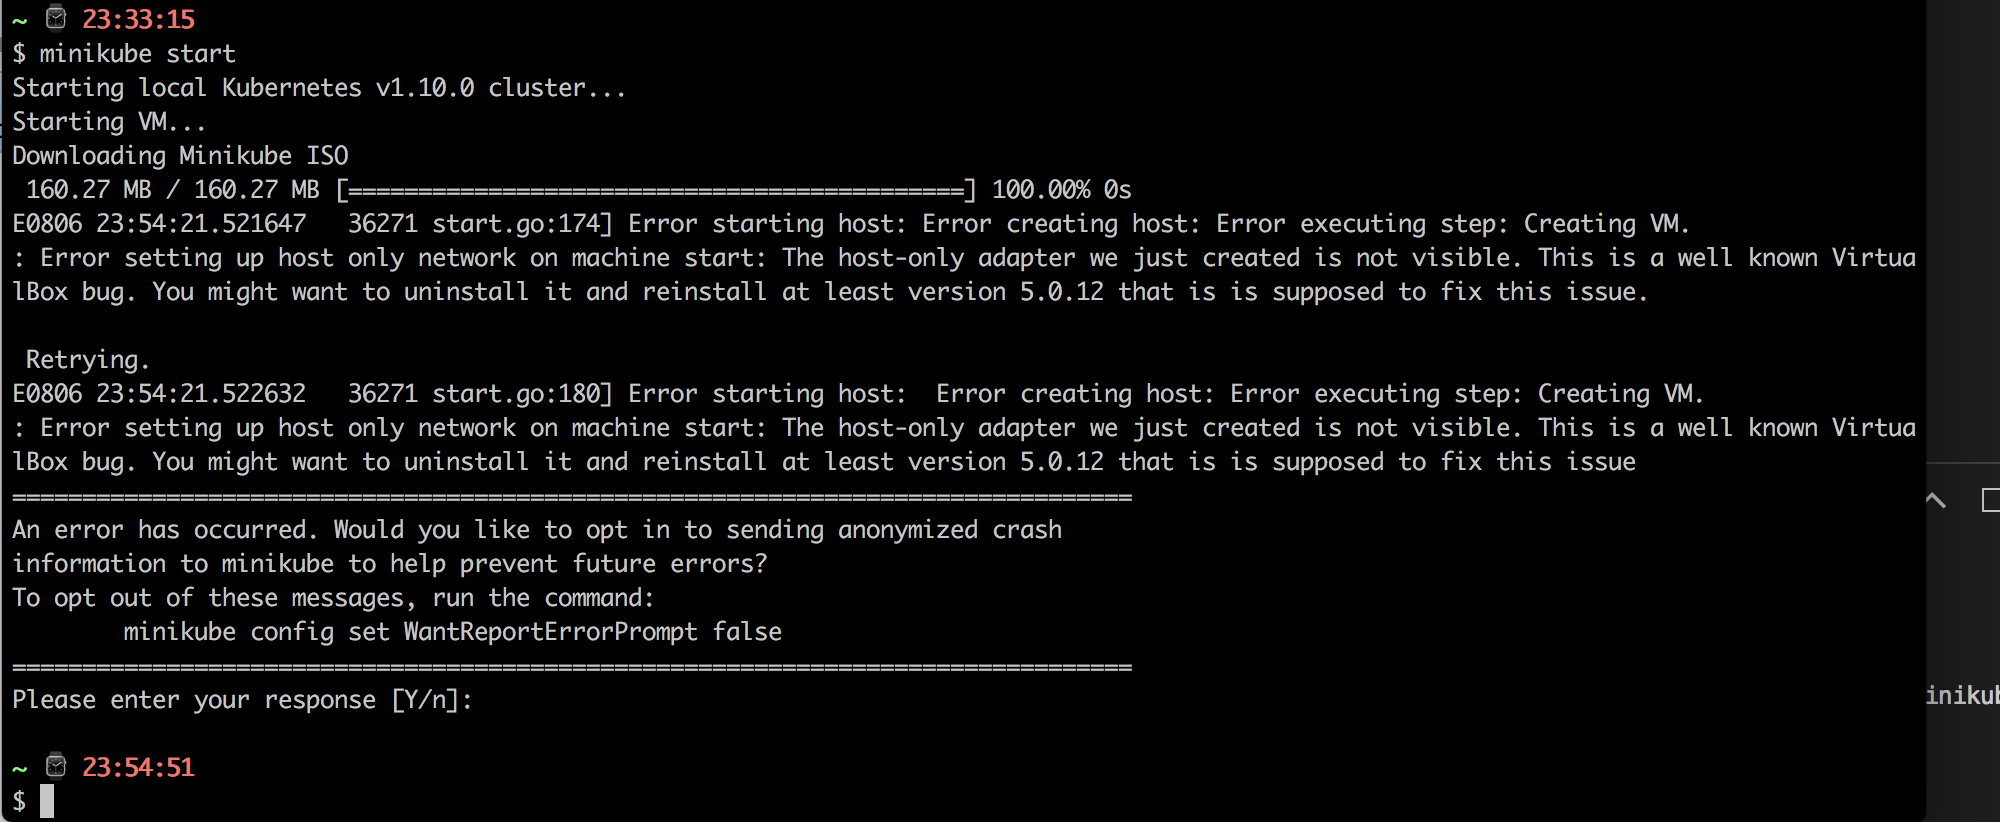 ~ ⌚ 23:33:15
$ minikube start
Starting local Kubernetes v1.10.0 cluster...
Starting VM...
Downloading Minikube ISO
 160.27 MB / 160.27 MB [============================================] 100.00% 0s
E0806 23:54:21.521647   36271 start.go:174] Error starting host: Error creating host: Error executing step: Creating VM.
: Error setting up host only network on machine start: The host-only adapter we just created is not visible. This is a well known Virtua
lBox bug. You might want to uninstall it and reinstall at least version 5.0.12 that is is supposed to fix this issue.

 Retrying.
E0806 23:54:21.522632   36271 start.go:180] Error starting host:  Error creating host: Error executing step: Creating VM.
: Error setting up host only network on machine start: The host-only adapter we just created is not visible. This is a well known Virtua
lBox bug. You might want to uninstall it and reinstall at least version 5.0.12 that is is supposed to fix this issue
================================================================================
An error has occurred. Would you like to opt in to sending anonymized crash
information to minikube to help prevent future errors?
To opt out of these messages, run the command:
        minikube config set WantReportErrorPrompt false
================================================================================
Please enter your response [Y/n]:
inikub

~ ⌚ 23:54:51
$